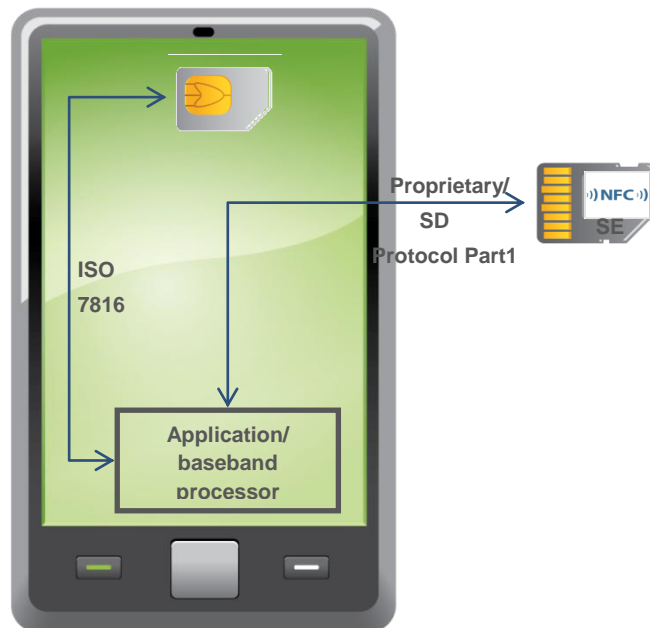 Proprietary/
SD
Protocol Part1
·))NFC·))
SE
ISO
7816
Application/
baseband
processor